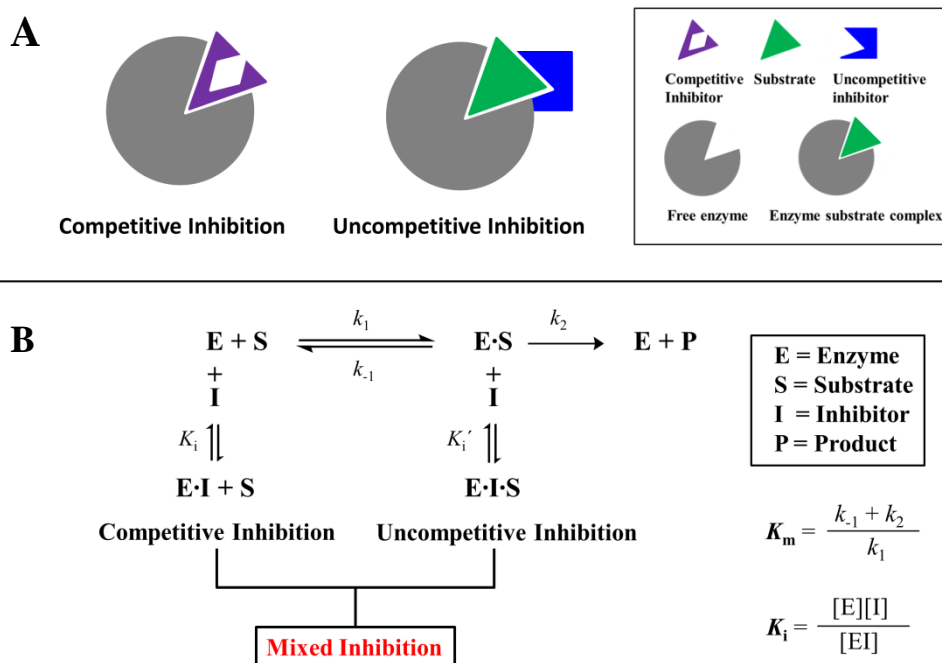 A
Competitive Inhibition
Uncompetitive Inhibition
Competitive
Inhibitor
Substrate
Uncompetitive
inhibitor
Free enzyme
Enzyme substrate complex
B
E + S
k1
k-1
E·S
k2
E + P
+
I
+
I
Ki
Ki´
E·I + S
E·I·S
Competitive Inhibition
Uncompetitive Inhibition
Mixed Inhibition
E = Enzyme
S = Substrate
I = Inhibitor
P = Product
Km = k-1 + k2 / k1
Ki = [E][I] / [EI]